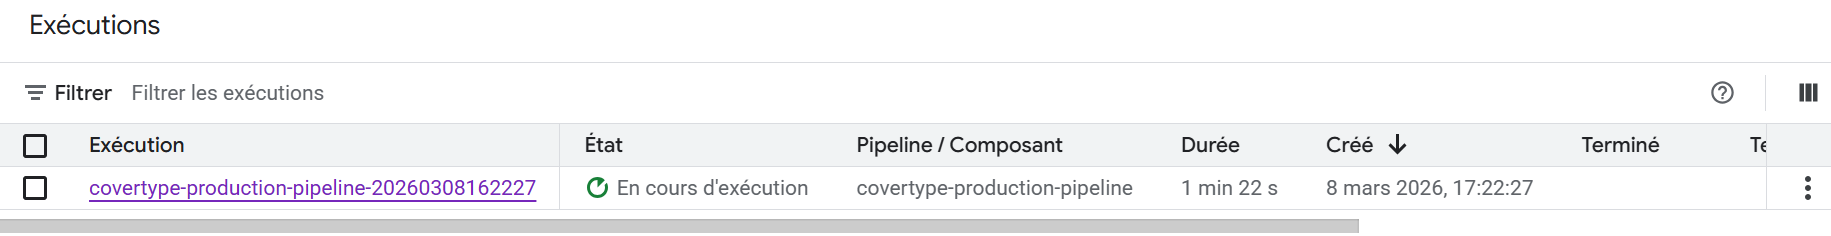 Exécutions
Filtrer Filtrer les exécutions
Exécution État Pipeline / Composant Durée Créé Terminé
covertype-production-pipeline-20260308162227 En cours d'exécution covertype-production-pipeline 1 min 22 s 8 mars 2026, 17:22:27